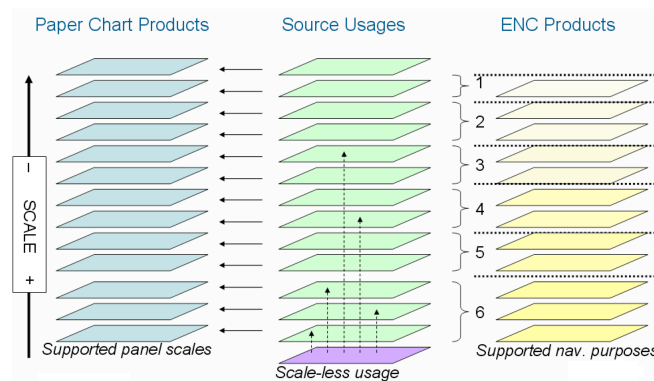 Paper Chart Products
Source Usages
ENC Products
1
2
3
4
5
6
–
SCALE
+
Supported panel scales
Scale-less usage
Supported nav. purposes